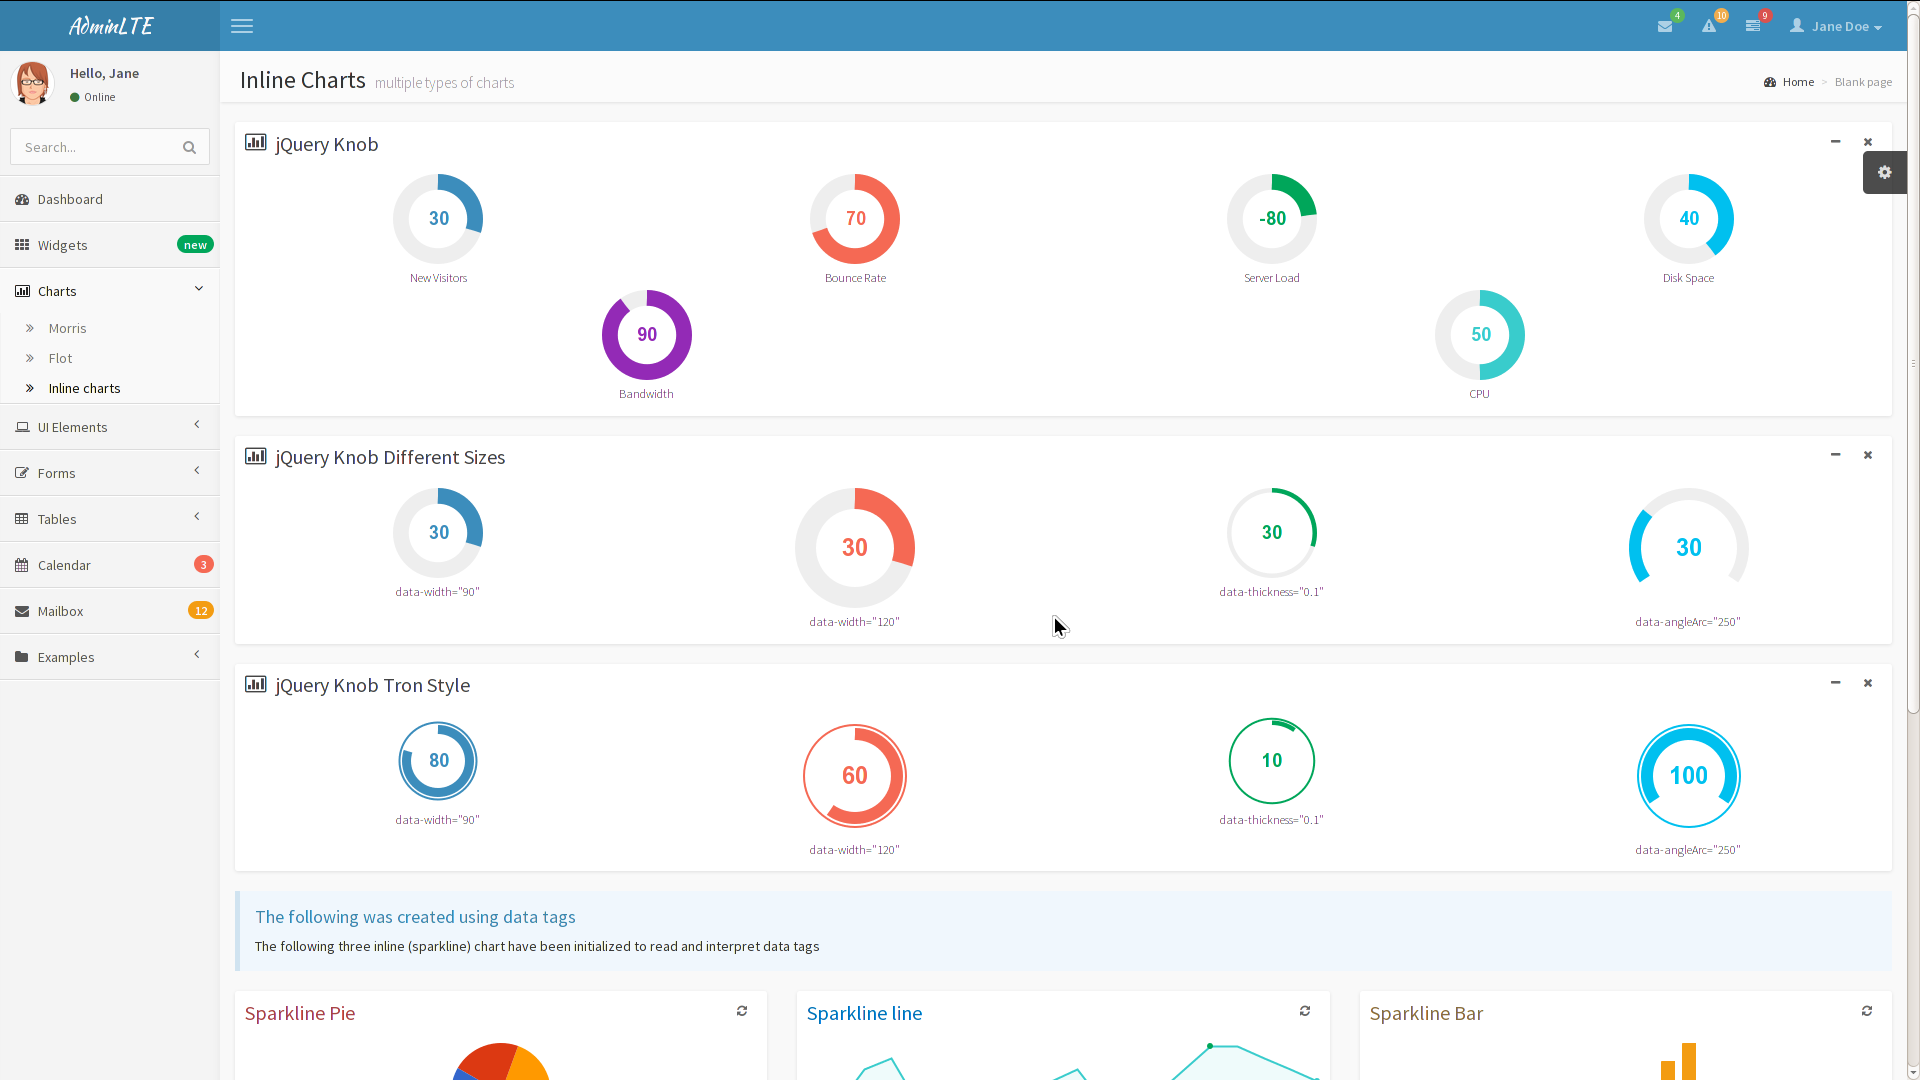 AdminLTE
4
10
9
Jane Doe
Hello, Jane
Online
Search...
Dashboard
Widgets new
Charts
Morris
Flot
Inline charts
UI Elements
Forms
Tables
Calendar 3
Mailbox 12
Examples
Inline Charts multiple types of charts
Home > Blank page
jQuery Knob
30
70
-80
40
New Visitors
Bounce Rate
Server Load
Disk Space
90
50
Bandwidth
CPU
jQuery Knob Different Sizes
30
30
30
30
data-width="90"
data-width="120"
data-thickness="0.1"
data-angleArc="250"
jQuery Knob Tron Style
80
60
10
100
data-width="90"
data-width="120"
data-thickness="0.1"
data-angleArc="250"
The following was created using data tags
The following three inline (sparkline) chart have been initialized to read and interpret data tags
Sparkline Pie
Sparkline line
Sparkline Bar